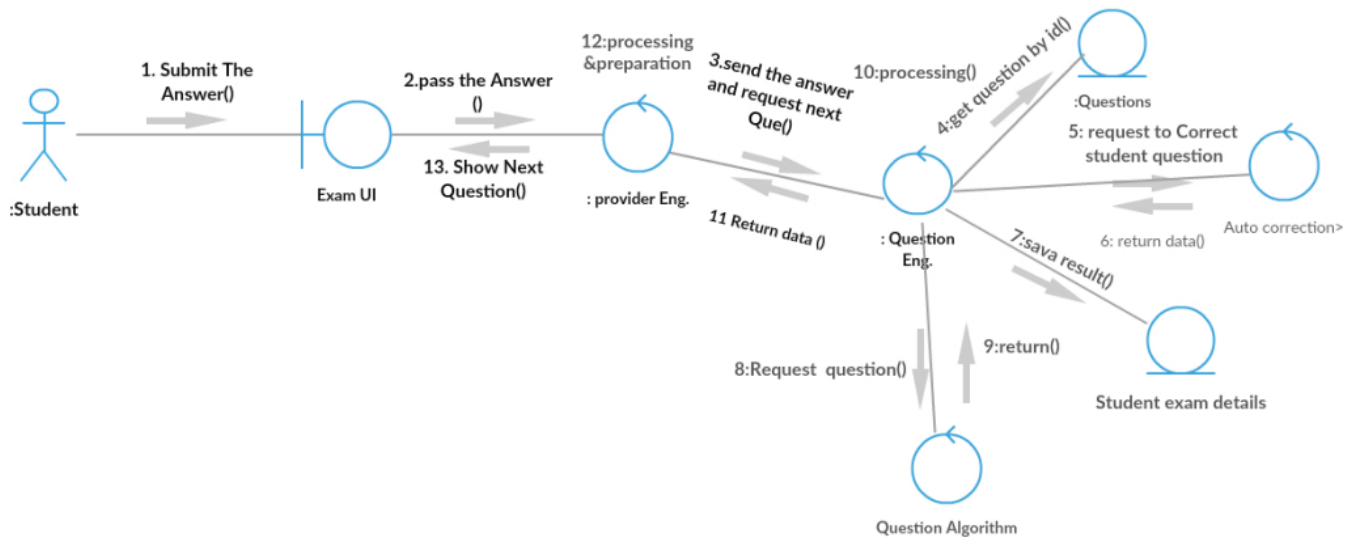 1. Submit The
Answer()
:Student
Exam UI
2.pass the Answer
()
13. Show Next
Question()
12:processing
&preparation
: provider Eng.
3.send the answer
and request next
Que()
11 Return data ()
10:processing()
: Question
Eng.
4:get question by id()
:Questions
5: request to Correct
student question
6: return data()
Auto correction>
7:sava result()
Student exam details
8:Request question()
9:return()
Question Algorithm